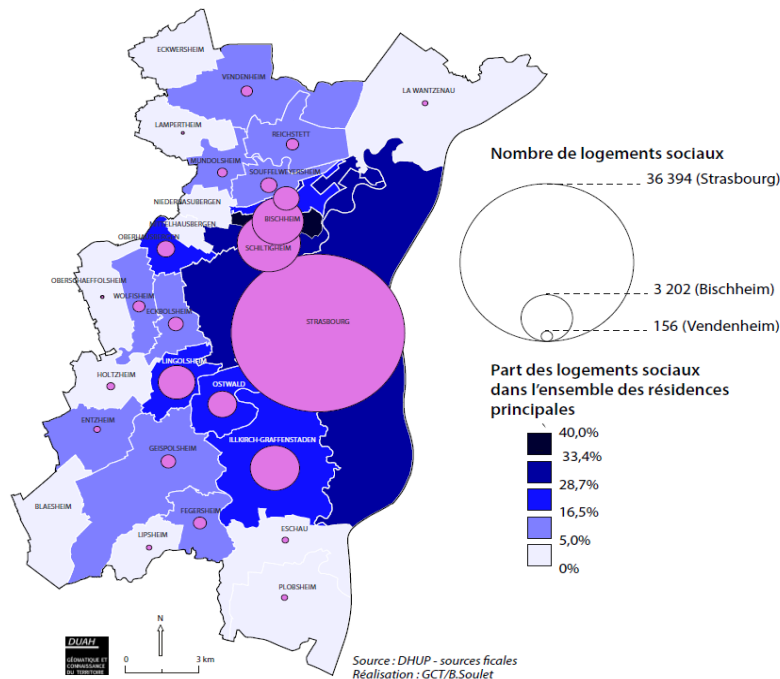 ECKWERSHEIM
VENDENHEIM
LA WANTZENAU
LAMPERTHEIM
REICHSTETT
MUNDOLSHEIM
SOUFFELWEYERSHEIM
NIEDERHAUSBERGEN
BISCHHEIM
SCHILTIGHEIM
OBERSCHAEFFOLSHEIM
WOLFISHEIM
ECKBOLSHEIM
STRASBOURG
HOLTZHEIM
LINGOLSHEIM
OSTWALD
ENTZHEIM
GEISPOLSHEIM
ILLKIRCH-GRAFFENSTADEN
BLAESHEIM
FEGERSHEIM
LIPSHEIM
ESCHAU
PLOBSHEIM
Nombre de logements sociaux
36 394 (Strasbourg)
3 202 (Bischheim)
156 (Vendenheim)
Part des logements sociaux
dans l'ensemble des résidences
principales
40,0%
33,4%
28,7%
16,5%
5,0%
0%
DUAH
GÉOMATIQUE ET
CONNAISSANCE
DU TERRITOIRE
N
0 3 km
Source : DHUP - sources ficales
Réalisation : GCT/B.Soulet